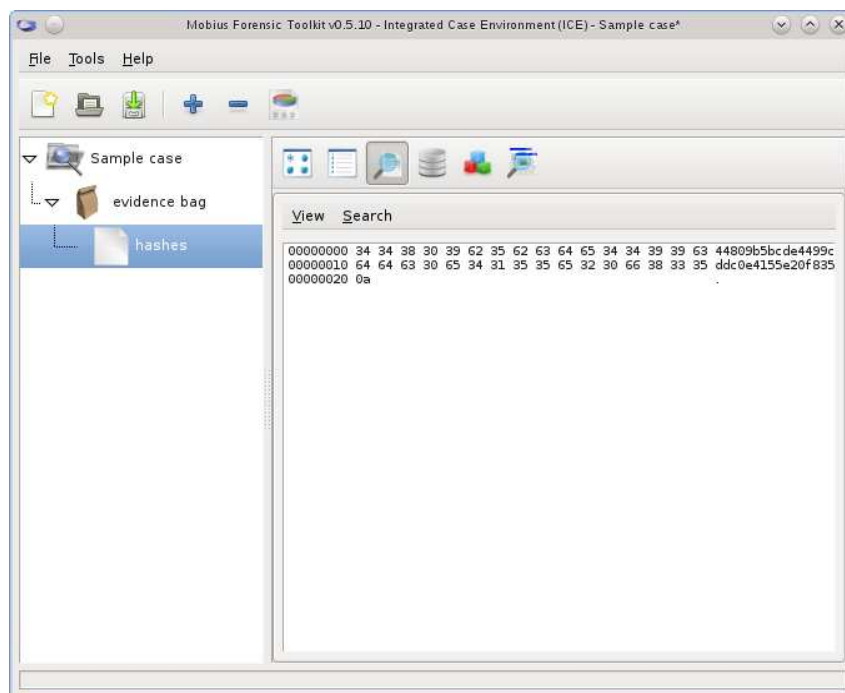 Mobius Forensic Toolkit v0.5.10 - Integrated Case Environment (ICE) - Sample case*
File Tools Help
Sample case
evidence bag
hashes
View Search
00000000 34 34 38 30 39 62 35 62 63 64 65 34 34 39 39 63 44809b5bcde4499c
00000010 64 64 63 30 65 34 31 35 35 65 32 30 66 38 33 35 ddc0e4155e20f835
00000020 0a .